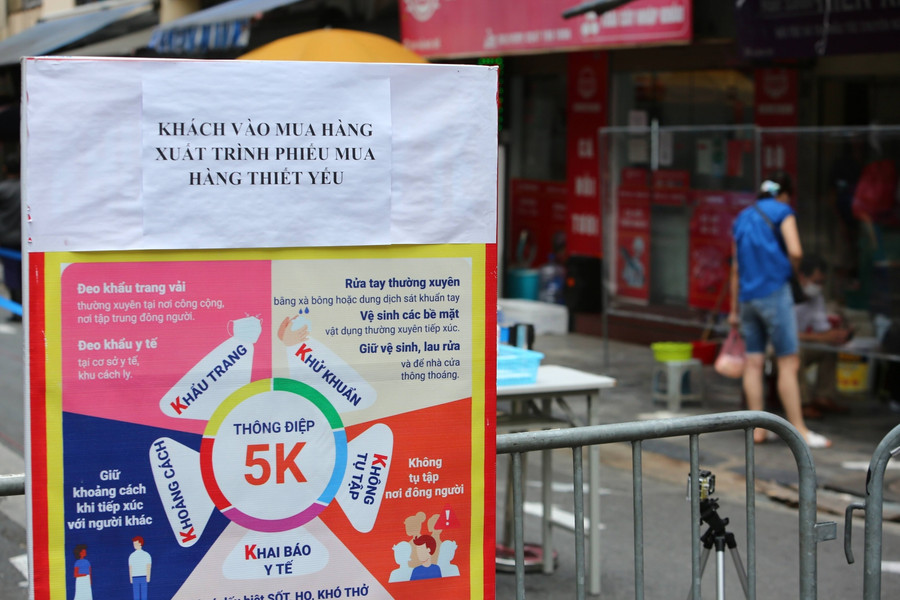 KHÁCH VÀO MUA HÀNG
XUẤT TRÌNH PHIẾU MUA
HÀNG THIẾT YẾU
Đeo khẩu trang vải
thường xuyên tại nơi công cộng,
nơi tập trung đông người.
Đeo khẩu y tế
tại cơ sở y tế,
khu cách ly.
Rửa tay thường xuyên
bằng xà bông hoặc dung dịch sát khuẩn tay
Vệ sinh các bề mặt
vật dụng thường xuyên tiếp xúc.
Giữ vệ sinh, lau rửa
và để nhà cửa
thông thoáng.
KHẨU TRANG
KHỬ KHUẨN
THÔNG ĐIỆP
5K
KHOẢNG CÁCH
KHÔNG
TỤ TẬP
Giữ
khoảng cách
khi tiếp xúc
với người khác
Không
tụ tập
nơi đông người
KHAI BÁO
Y TẾ
SỐT, HO, KHÓ THỞ